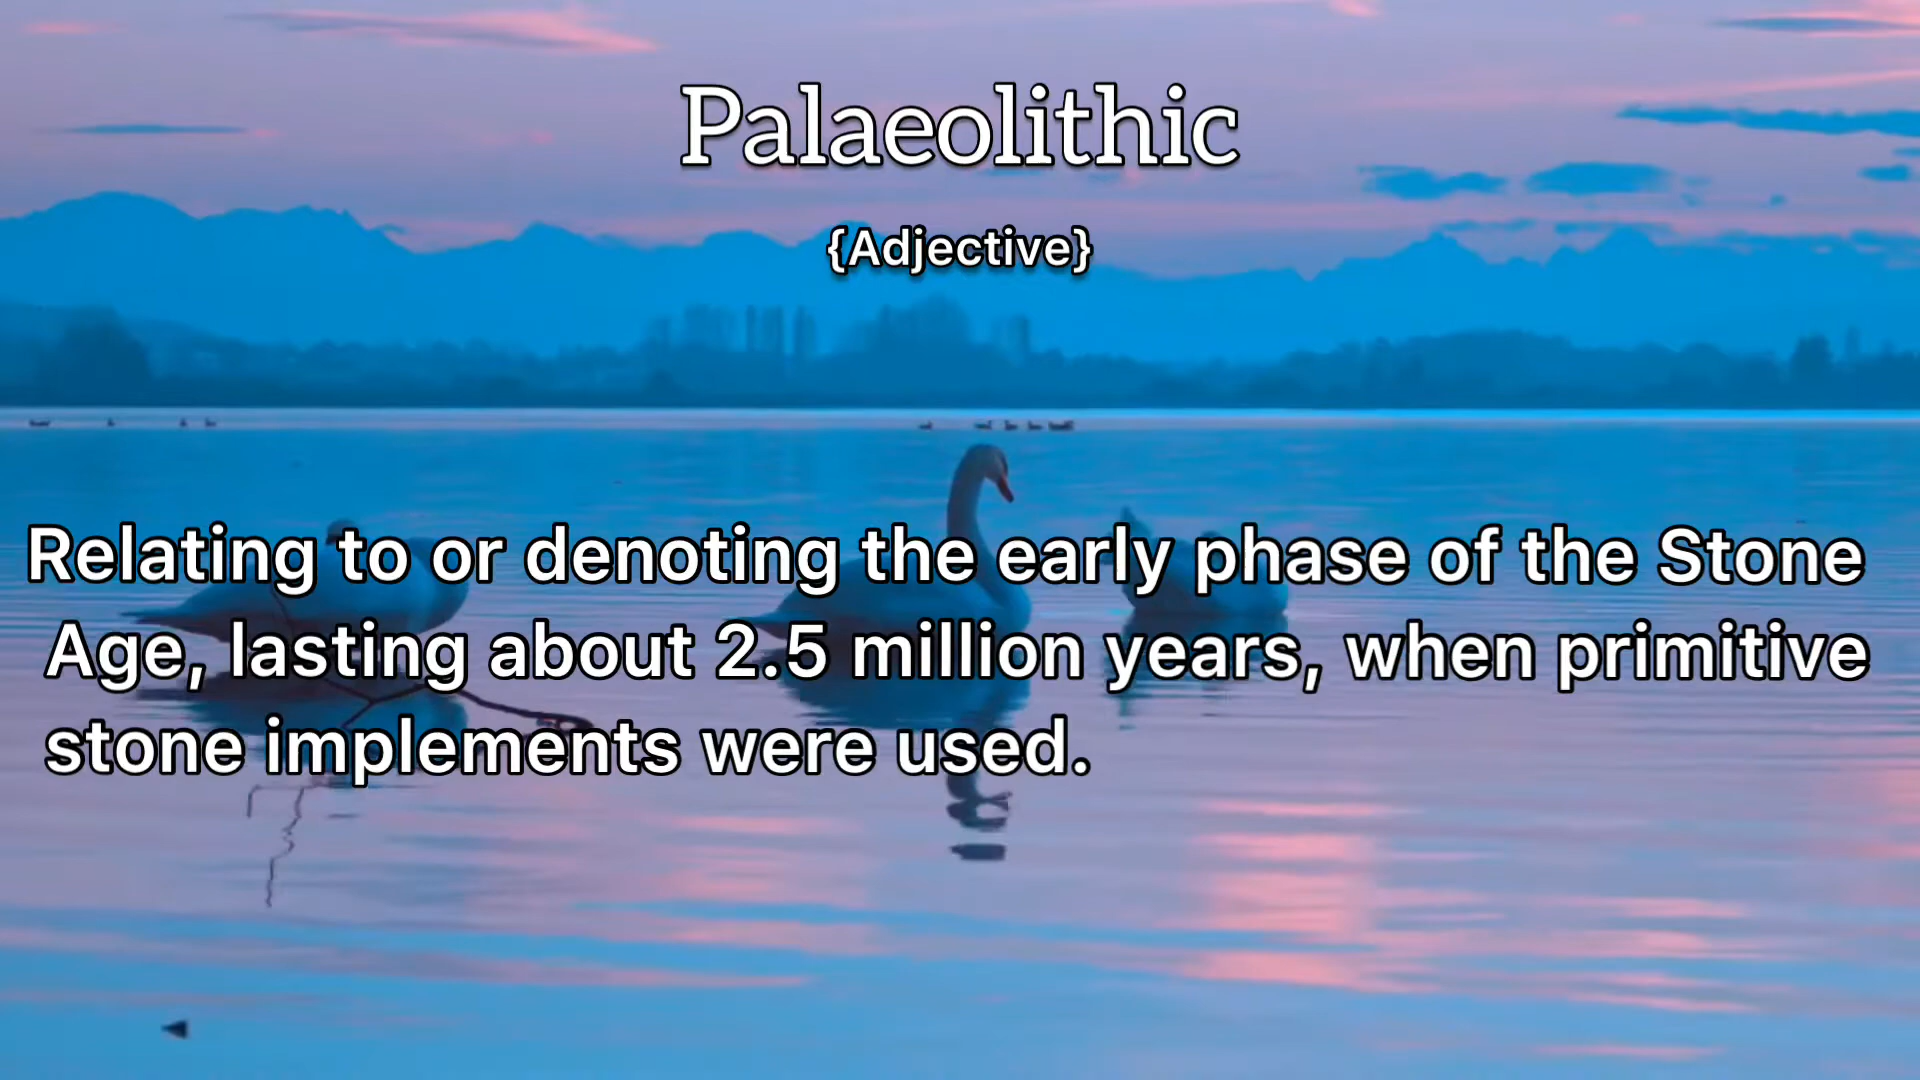 Palaeolithic
{Adjective}
Relating to or denoting the early phase of the Stone
Age, lasting about 2.5 million years, when primitive
stone implements were used.